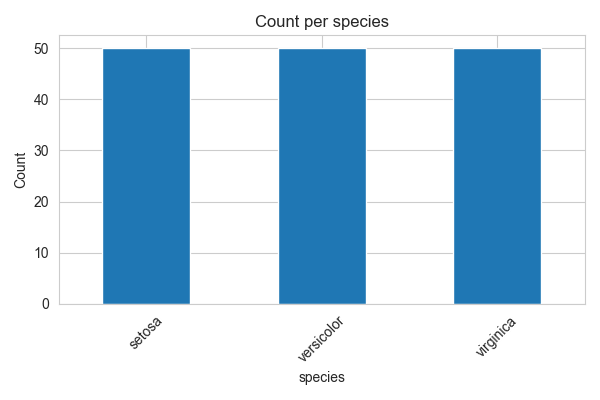 Count per species
50
40
30
20
10
0
Count
setosa
versicolor
virginica
species